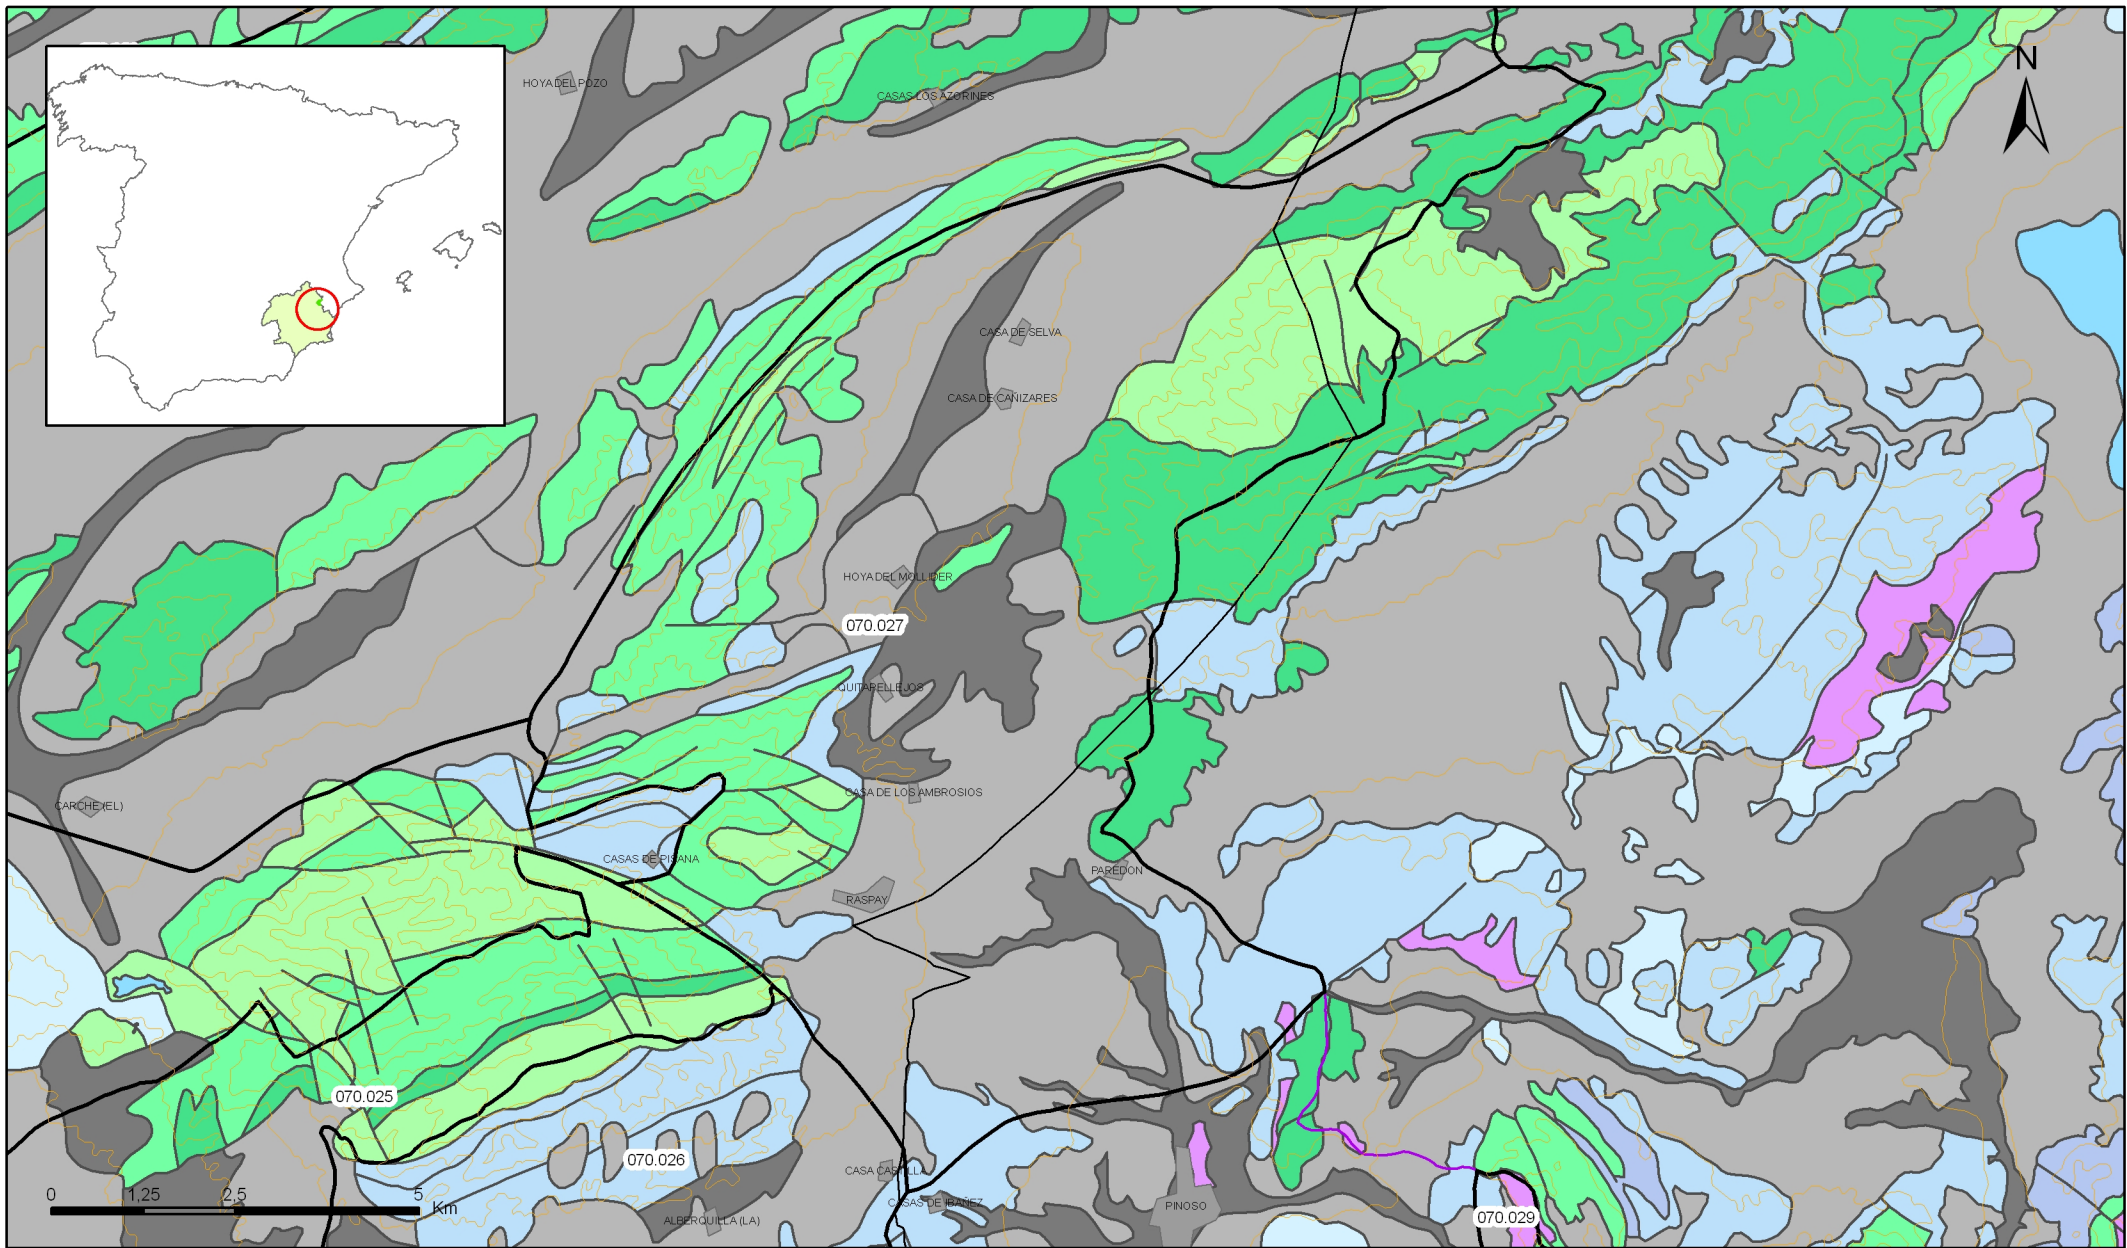 N
HOYA DEL POZO
CASAS LOS AZORINES
CASA DE SELVA
CASA DE CAÑIZARES
HOYA DEL MOLLIDER
070.027
QUITAPELLEJOS
CASA DE LOS AMBROSIOS
CARCHE (EL)
CASAS DE PISANA
PAREDON
RASPAY
070.025
070.026
CASA CASTILLA
CASAS DE IBAÑEZ
PINOSO
070.029
ALBERQUILLA (LA)
0 1,25 2,5 5
Km